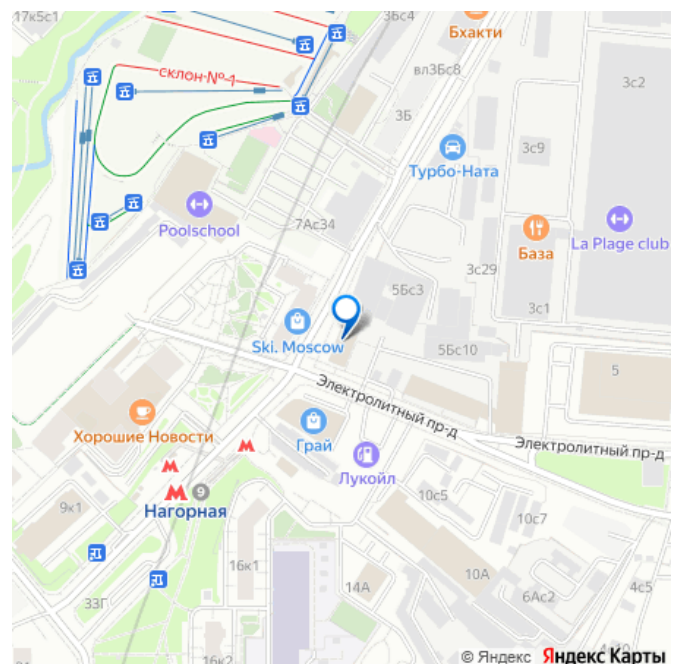 17к5с1
3Бс4
Бхакти
склон №1
вл3Бс8
3с2
3Б
3с9
Турбо-Ната
Poolschool
7Ас34
База
La Plage club
5Бс3
3с29
3с1
Ski. Moscow
5Бс10
5
Электролитный пр-д
Хорошие Новости
Грай
Электролитный пр-д
Лукойл
9
Нагорная
9к1
10с5
10с7
16к1
14А
10А
6Ас2
4с5
33Г
16к2
© Яндекс Яндекс Карты